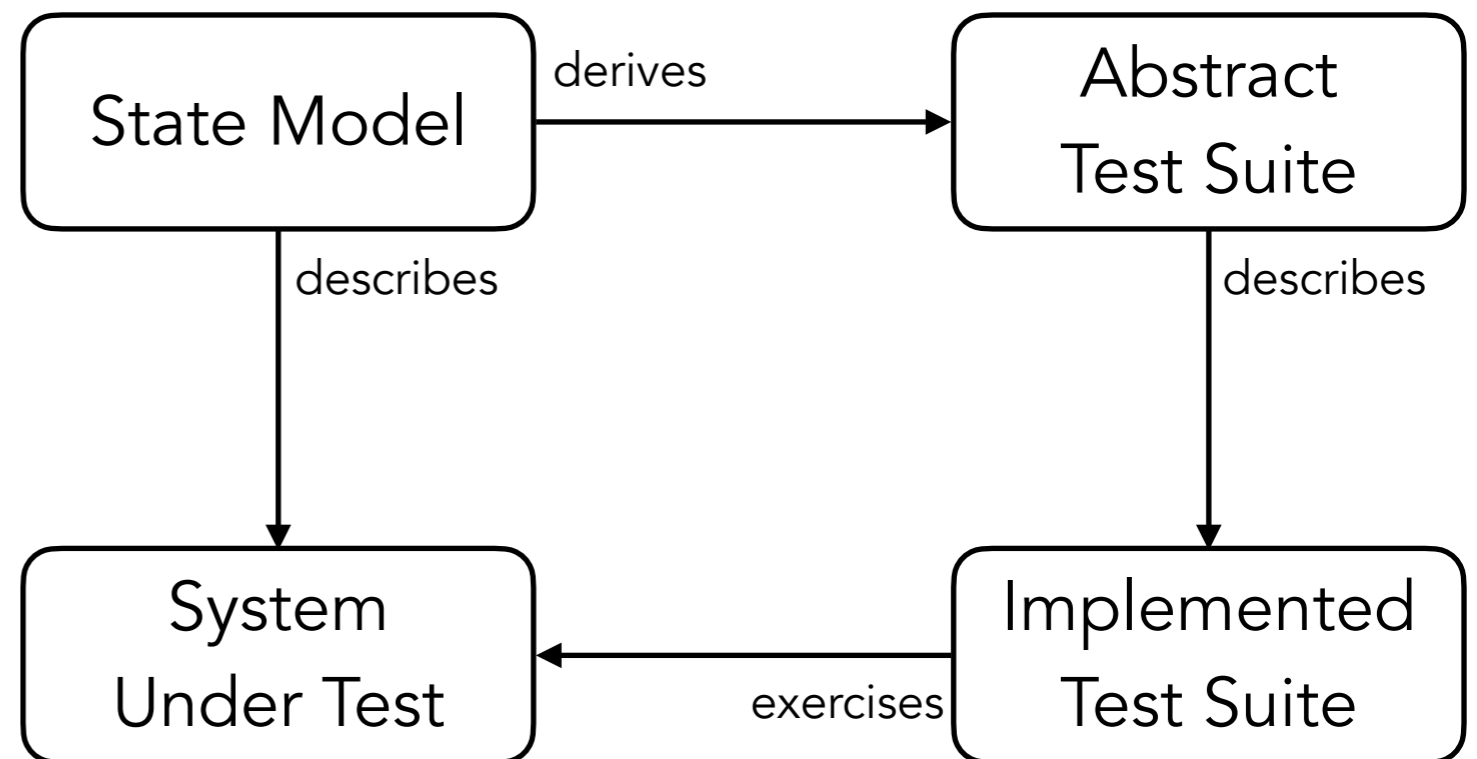 State Model
derives
Abstract
Test Suite
describes
describes
System
Under Test
exercises
Implemented
Test Suite